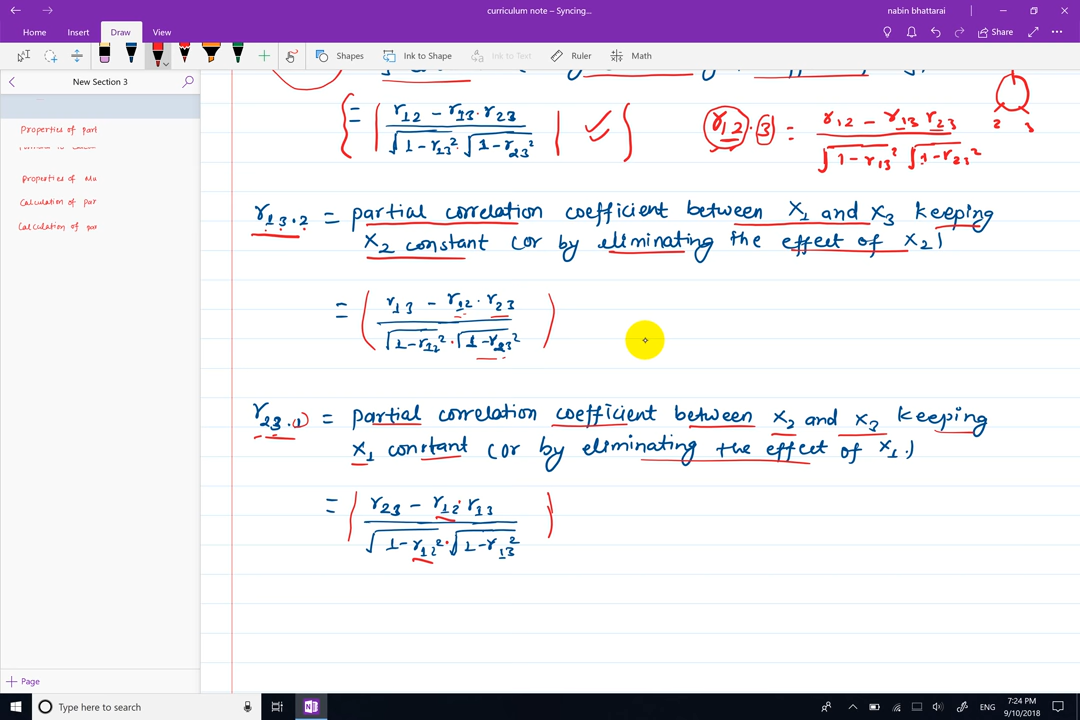 curriculum note – Syncing...
nabin bhattarai
Home Insert Draw View
Share
Shapes Ink to Shape Ink to Text Ruler Math
New Section 3
Properties of
Properties of
Calculation of
Calculation of
= r12 − r13 · r23 / √1−r13² · √1−r23²
r12 · 3 = r12 − r13 r23 / √1−r13² √1−r23²
2 3
r13·2 = partial correlation coefficient between x1 and x3 keeping
x2 constant (or by eliminating the effect of x2)
= ( r13 − r12 · r23 / √1−r12² · √1−r23² )
r23·1 = partial correlation coefficient between x2 and x3 keeping
x1 constant (or by eliminating the effect of x1.)
= ( r23 − r12· r13 / √1−r12² · √1−r13² )
+ Page
Type here to search
ENG
7:24 PM
9/10/2018